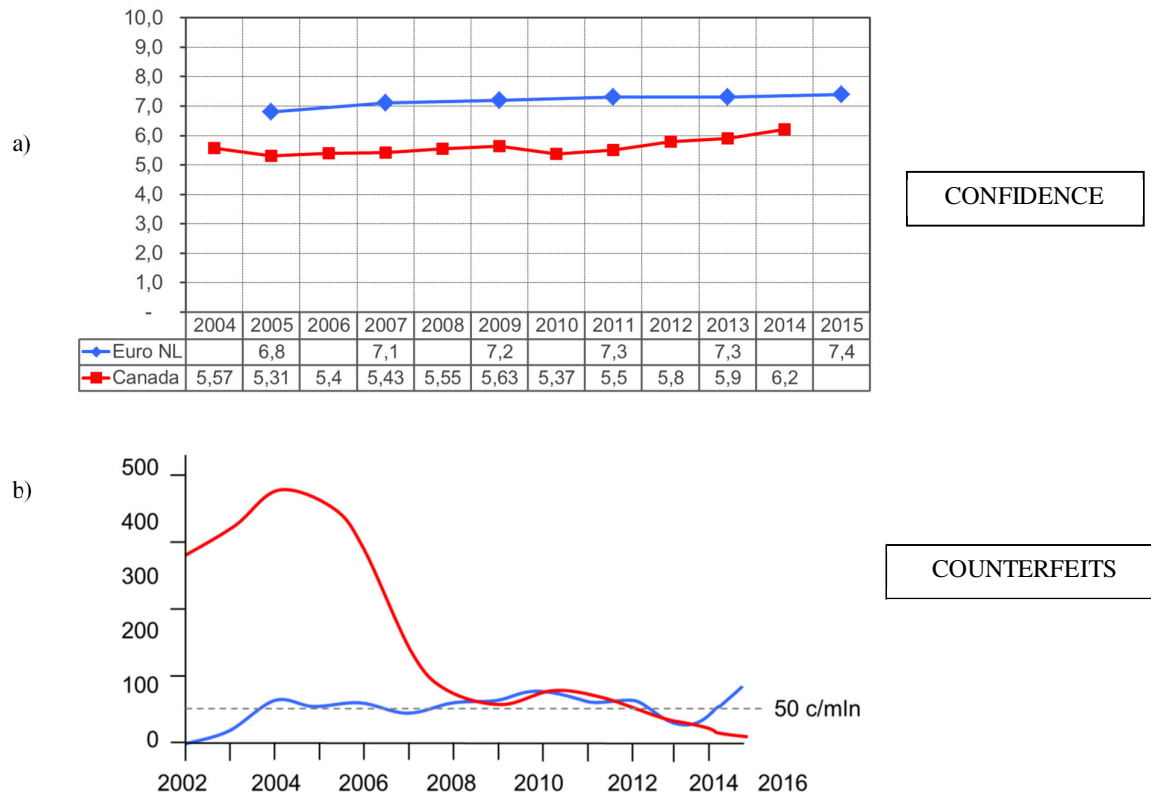 10,0
9,0
8,0
7,0
a)
6,0
5,0
CONFIDENCE
4,0
3,0
2,0
1,0
-
2004 2005 2006 2007 2008 2009 2010 2011 2012 2013 2014 2015
Euro NL 6,8 7,1 7,2 7,3 7,3 7,4
Canada 5,57 5,31 5,4 5,43 5,55 5,63 5,37 5,5 5,8 5,9 6,2
500
b)
400
300
COUNTERFEITS
200
100
50 c/mln
0
2002 2004 2006 2008 2010 2012 2014 2016